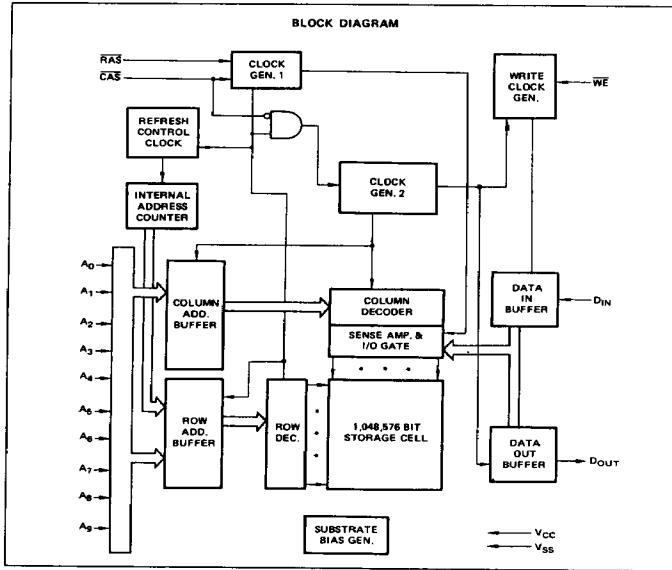 BLOCK DIAGRAM
RAS
CAS
CLOCK
GEN. 1
WRITE
CLOCK
GEN.
WE
REFRESH
CONTROL
CLOCK
CLOCK
GEN. 2
INTERNAL
ADDRESS
COUNTER
A0
A1
A2
A3
A4
A5
A6
A7
A8
A9
COLUMN
ADD.
BUFFER
COLUMN
DECODER
SENSE AMP. &
I/O GATE
DATA
IN
BUFFER
DIN
ROW
ADD.
BUFFER
ROW
DEC.
1,048,576 BIT
STORAGE CELL
DATA
OUT
BUFFER
DOUT
SUBSTRATE
BIAS GEN.
VCC
VSS